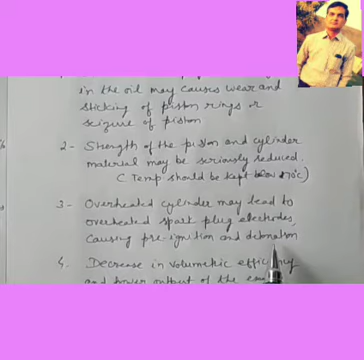 in the oil may causes wear and
sticking of piston rings or
seizure of piston
2- Strength of the piston and cylinder
material may be seriously reduced.
( Temp should be kept below °C)
3- Overheated cylinder may lead to
overheated spart plug electrodes,
causing pre-ignition and detonation
4. Decrease in volumetric efficiency
and power output of the